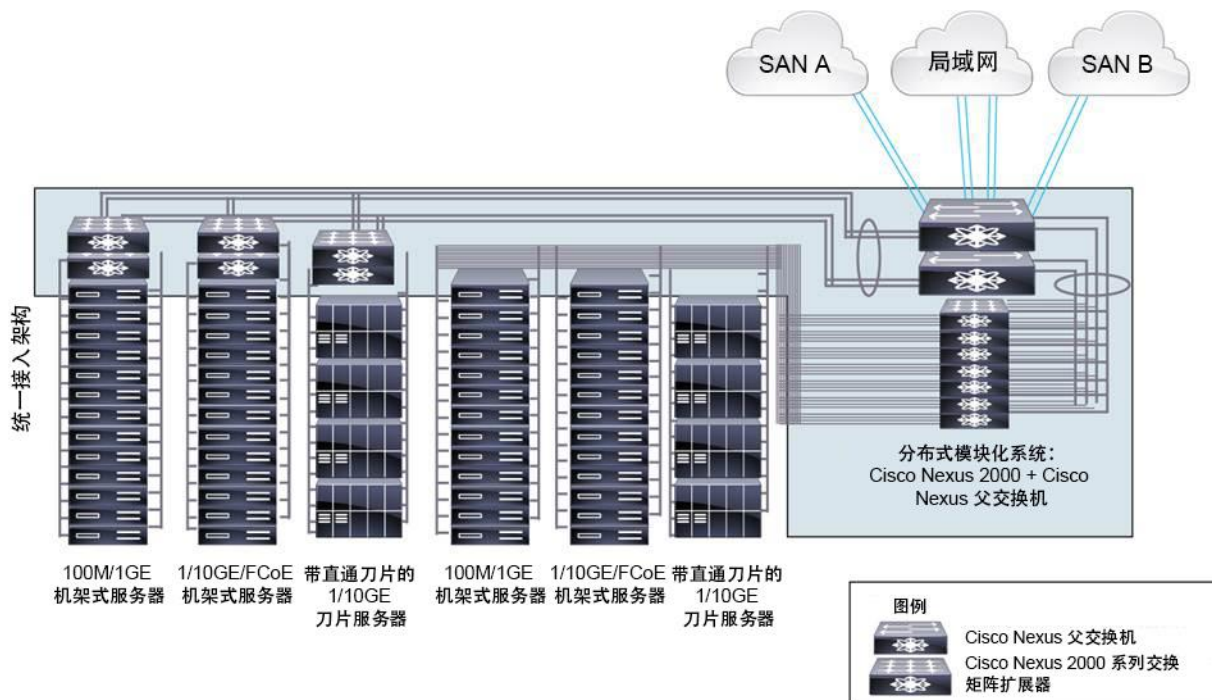 SAN A
局域网
SAN B
统一接入 架构
分布式模块化系统：
Cisco Nexus 2000 + Cisco
Nexus 父交换机
100M/1GE
机架式服务器
1/10GE/FCoE
机架式服务器
带直通刀片的
1/10GE
刀片服务器
100M/1GE
机架式服务器
1/10GE/FCoE
机架式服务器
带直通刀片的
1/10GE
刀片服务器
图例
Cisco Nexus 父交换机
Cisco Nexus 2000 系列交换
矩阵扩展器